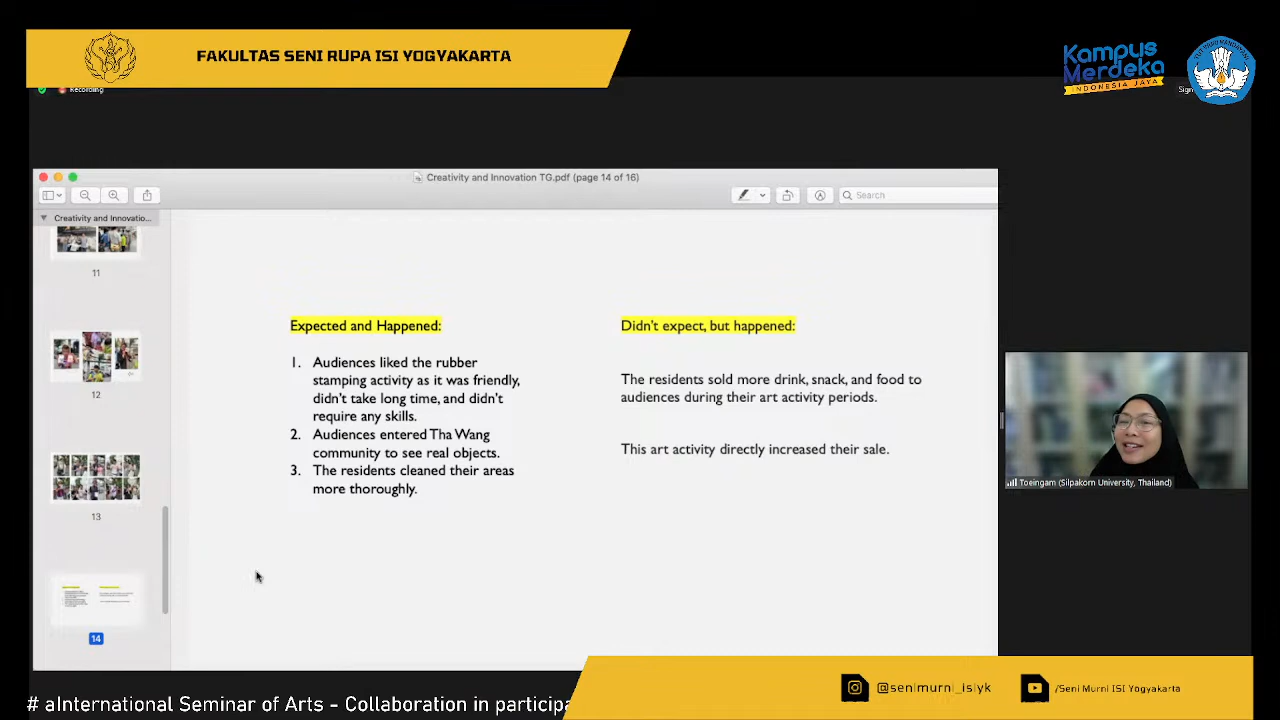 FAKULTAS SENI RUPA ISI YOGYAKARTA
Kampus
Merdeka
INDONESIA JAYA
TUT WURI HANDAYANI
Recording
Sign
Creativity and Innovation TG.pdf (page 14 of 16)
Search
Creativity and Innovatio...
11
12
13
14
Expected and Happened:
1. Audiences liked the rubber
stamping activity as it was friendly,
didn't take long time, and didn't
require any skills.
2. Audiences entered Tha Wang
community to see real objects.
3. The residents cleaned their areas
more thoroughly.
Didn't expect, but happened:
The residents sold more drink, snack, and food to
audiences during their art activity periods.
This art activity directly increased their sale.
Toeingam (Silpakorn University, Thailand)
@senimurni_isiyk
/Seni Murni ISI Yogyakarta
# aInternational Seminar of Arts - Collaboration in participa